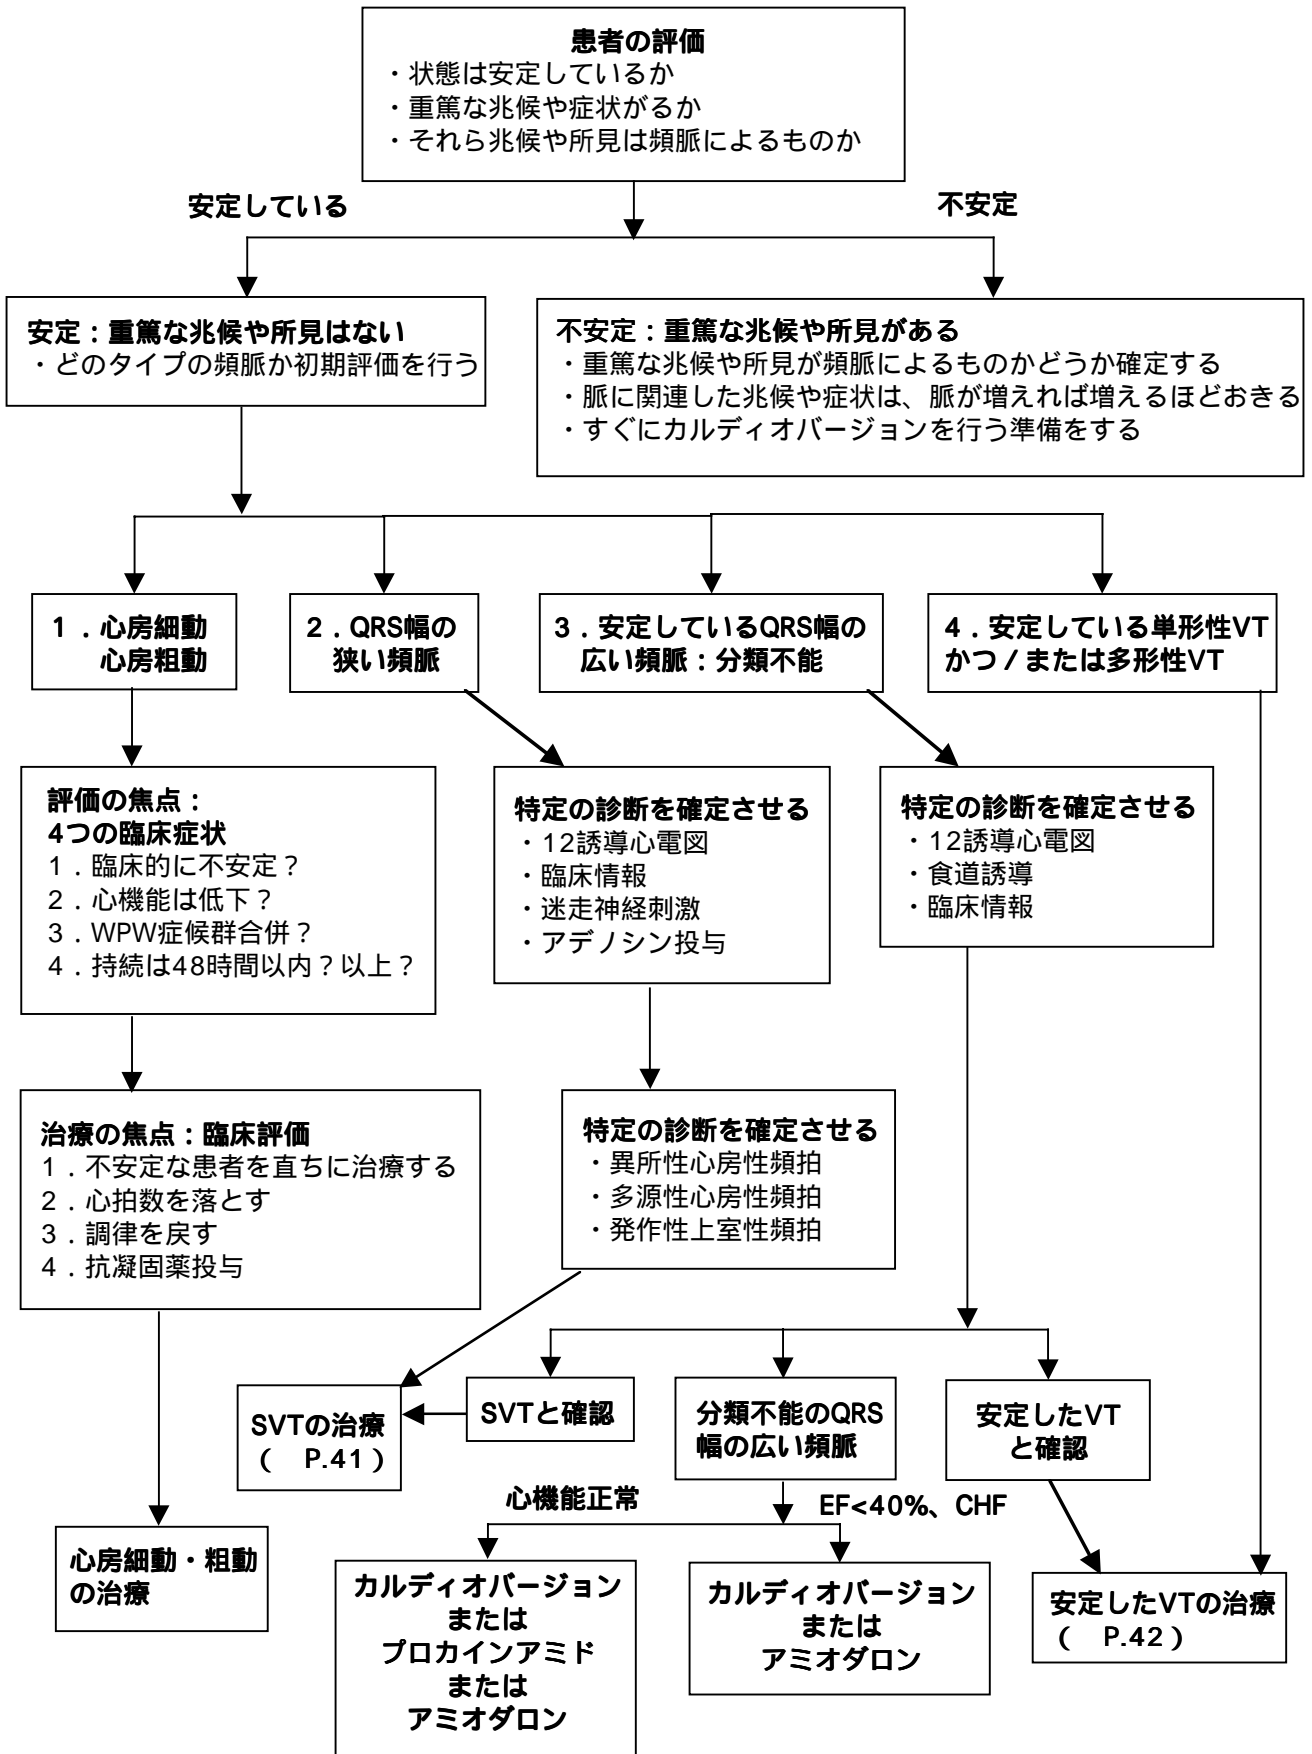 患者の評価
・状態は安定しているか
・重篤な兆候や症状がるか
・それら兆候や所見は頻脈によるものか
安定している
不安定
安定：重篤な兆候や所見はない
・どのタイプの頻脈か初期評価を行う
不安定：重篤な兆候や所見がある
・重篤な兆候や所見が頻脈によるものかどうか確定する
・脈に関連した兆候や症状は、脈が増えれば増えるほどおきる
・すぐにカルディオバージョンを行う準備をする
１．心房細動
心房粗動
２．QRS幅の
狭い頻脈
３．安定しているQRS幅の
広い頻脈：分類不能
４．安定している単形性VT
かつ／または多形性VT
評価の焦点：
4つの臨床症状
１．臨床的に不安定？
２．心機能は低下？
３．WPW症候群合併？
４．持続は48時間以内？以上？
特定の診断を確定させる
・12誘導心電図
・臨床情報
・迷走神経刺激
・アデノシン投与
特定の診断を確定させる
・12誘導心電図
・食道誘導
・臨床情報
治療の焦点：臨床評価
１．不安定な患者を直ちに治療する
２．心拍数を落とす
３．調律を戻す
４．抗凝固薬投与
特定の診断を確定させる
・異所性心房性頻拍
・多源性心房性頻拍
・発作性上室性頻拍
SVTの治療
（　P.41）
SVTと確認
分類不能のQRS
幅の広い頻脈
安定したVT
と確認
心機能正常
EF<40%、CHF
心房細動・粗動
の治療
カルディオバージョン
または
プロカインアミド
または
アミオダロン
カルディオバージョン
または
アミオダロン
安定したVTの治療
（　P.42）